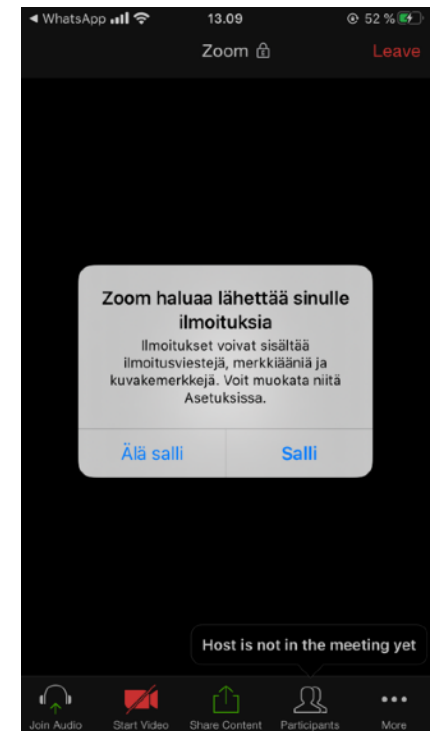 WhatsApp 13.09 52 %
Zoom Leave
Zoom haluaa lähettää sinulle
ilmoituksia
Ilmoitukset voivat sisältää
ilmoitusviestejä, merkkiääniä ja
kuvakemerkkejä. Voit muokata niitä
Asetuksissa.
Älä salli Salli
Host is not in the meeting yet
Join Audio Start Video Share Content Participants More